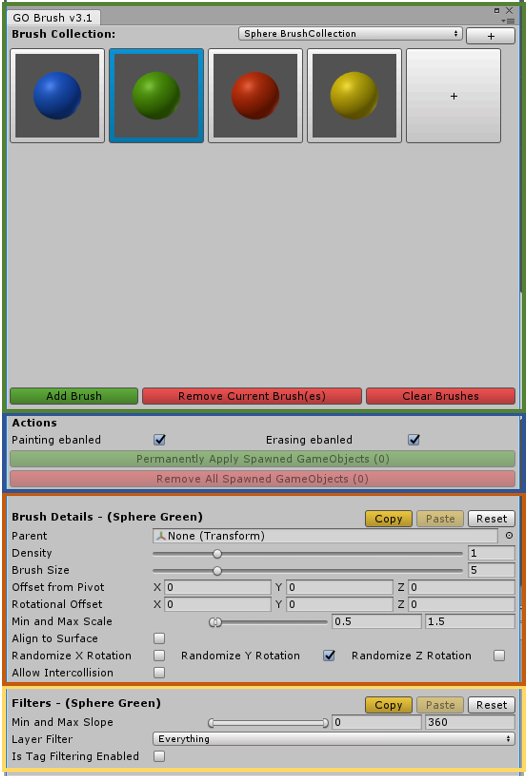 GO Brush v3.1
Brush Collection: Sphere BrushCollection +
+
Add Brush Remove Current Brush(es) Clear Brushes
Actions
Painting ebanled Erasing ebanled
Permanently Apply Spawned GameObjects (0)
Remove All Spawned GameObjects (0)
Brush Details - (Sphere Green) Copy Paste Reset
Parent None (Transform)
Density 1
Brush Size 5
Offset from Pivot X 0 Y 0 Z 0
Rotational Offset X 0 Y 0 Z 0
Min and Max Scale 0.5 1.5
Align to Surface
Randomize X Rotation Randomize Y Rotation Randomize Z Rotation
Allow Intercollision
Filters - (Sphere Green) Copy Paste Reset
Min and Max Slope 0 360
Layer Filter Everything
Is Tag Filtering Enabled